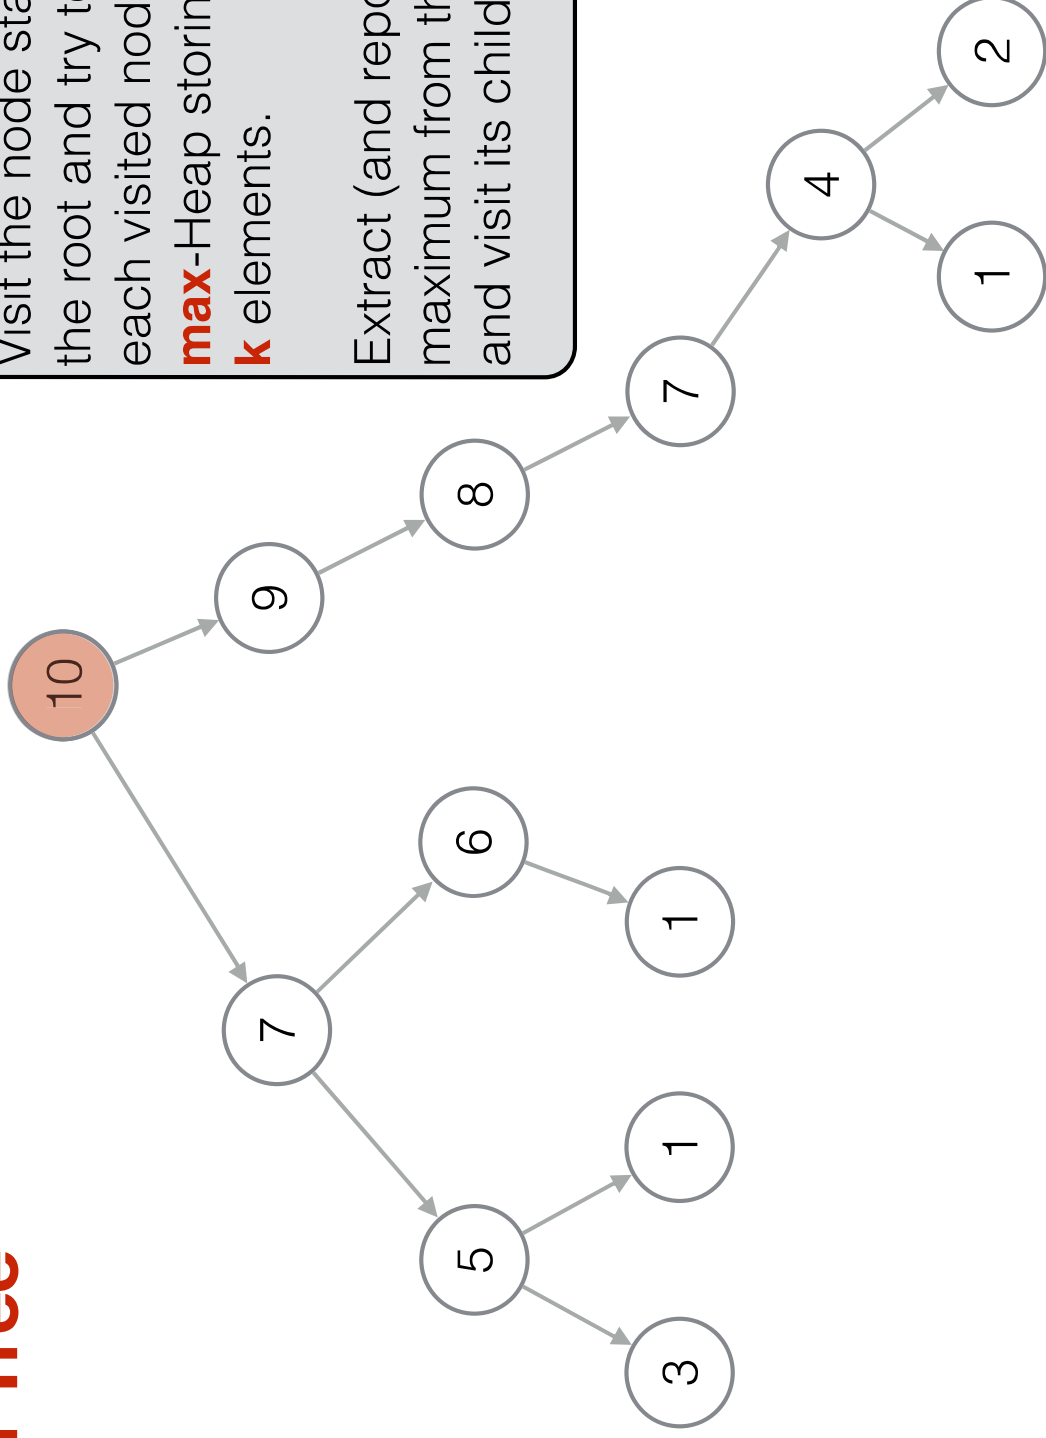 Tree
Visit the node sta
the root and try t
each visited nod
max-Heap storin
k elements.
Extract (and repo
maximum from th
and visit its child
10
7
9
5
6
8
3
1
1
7
4
1
2